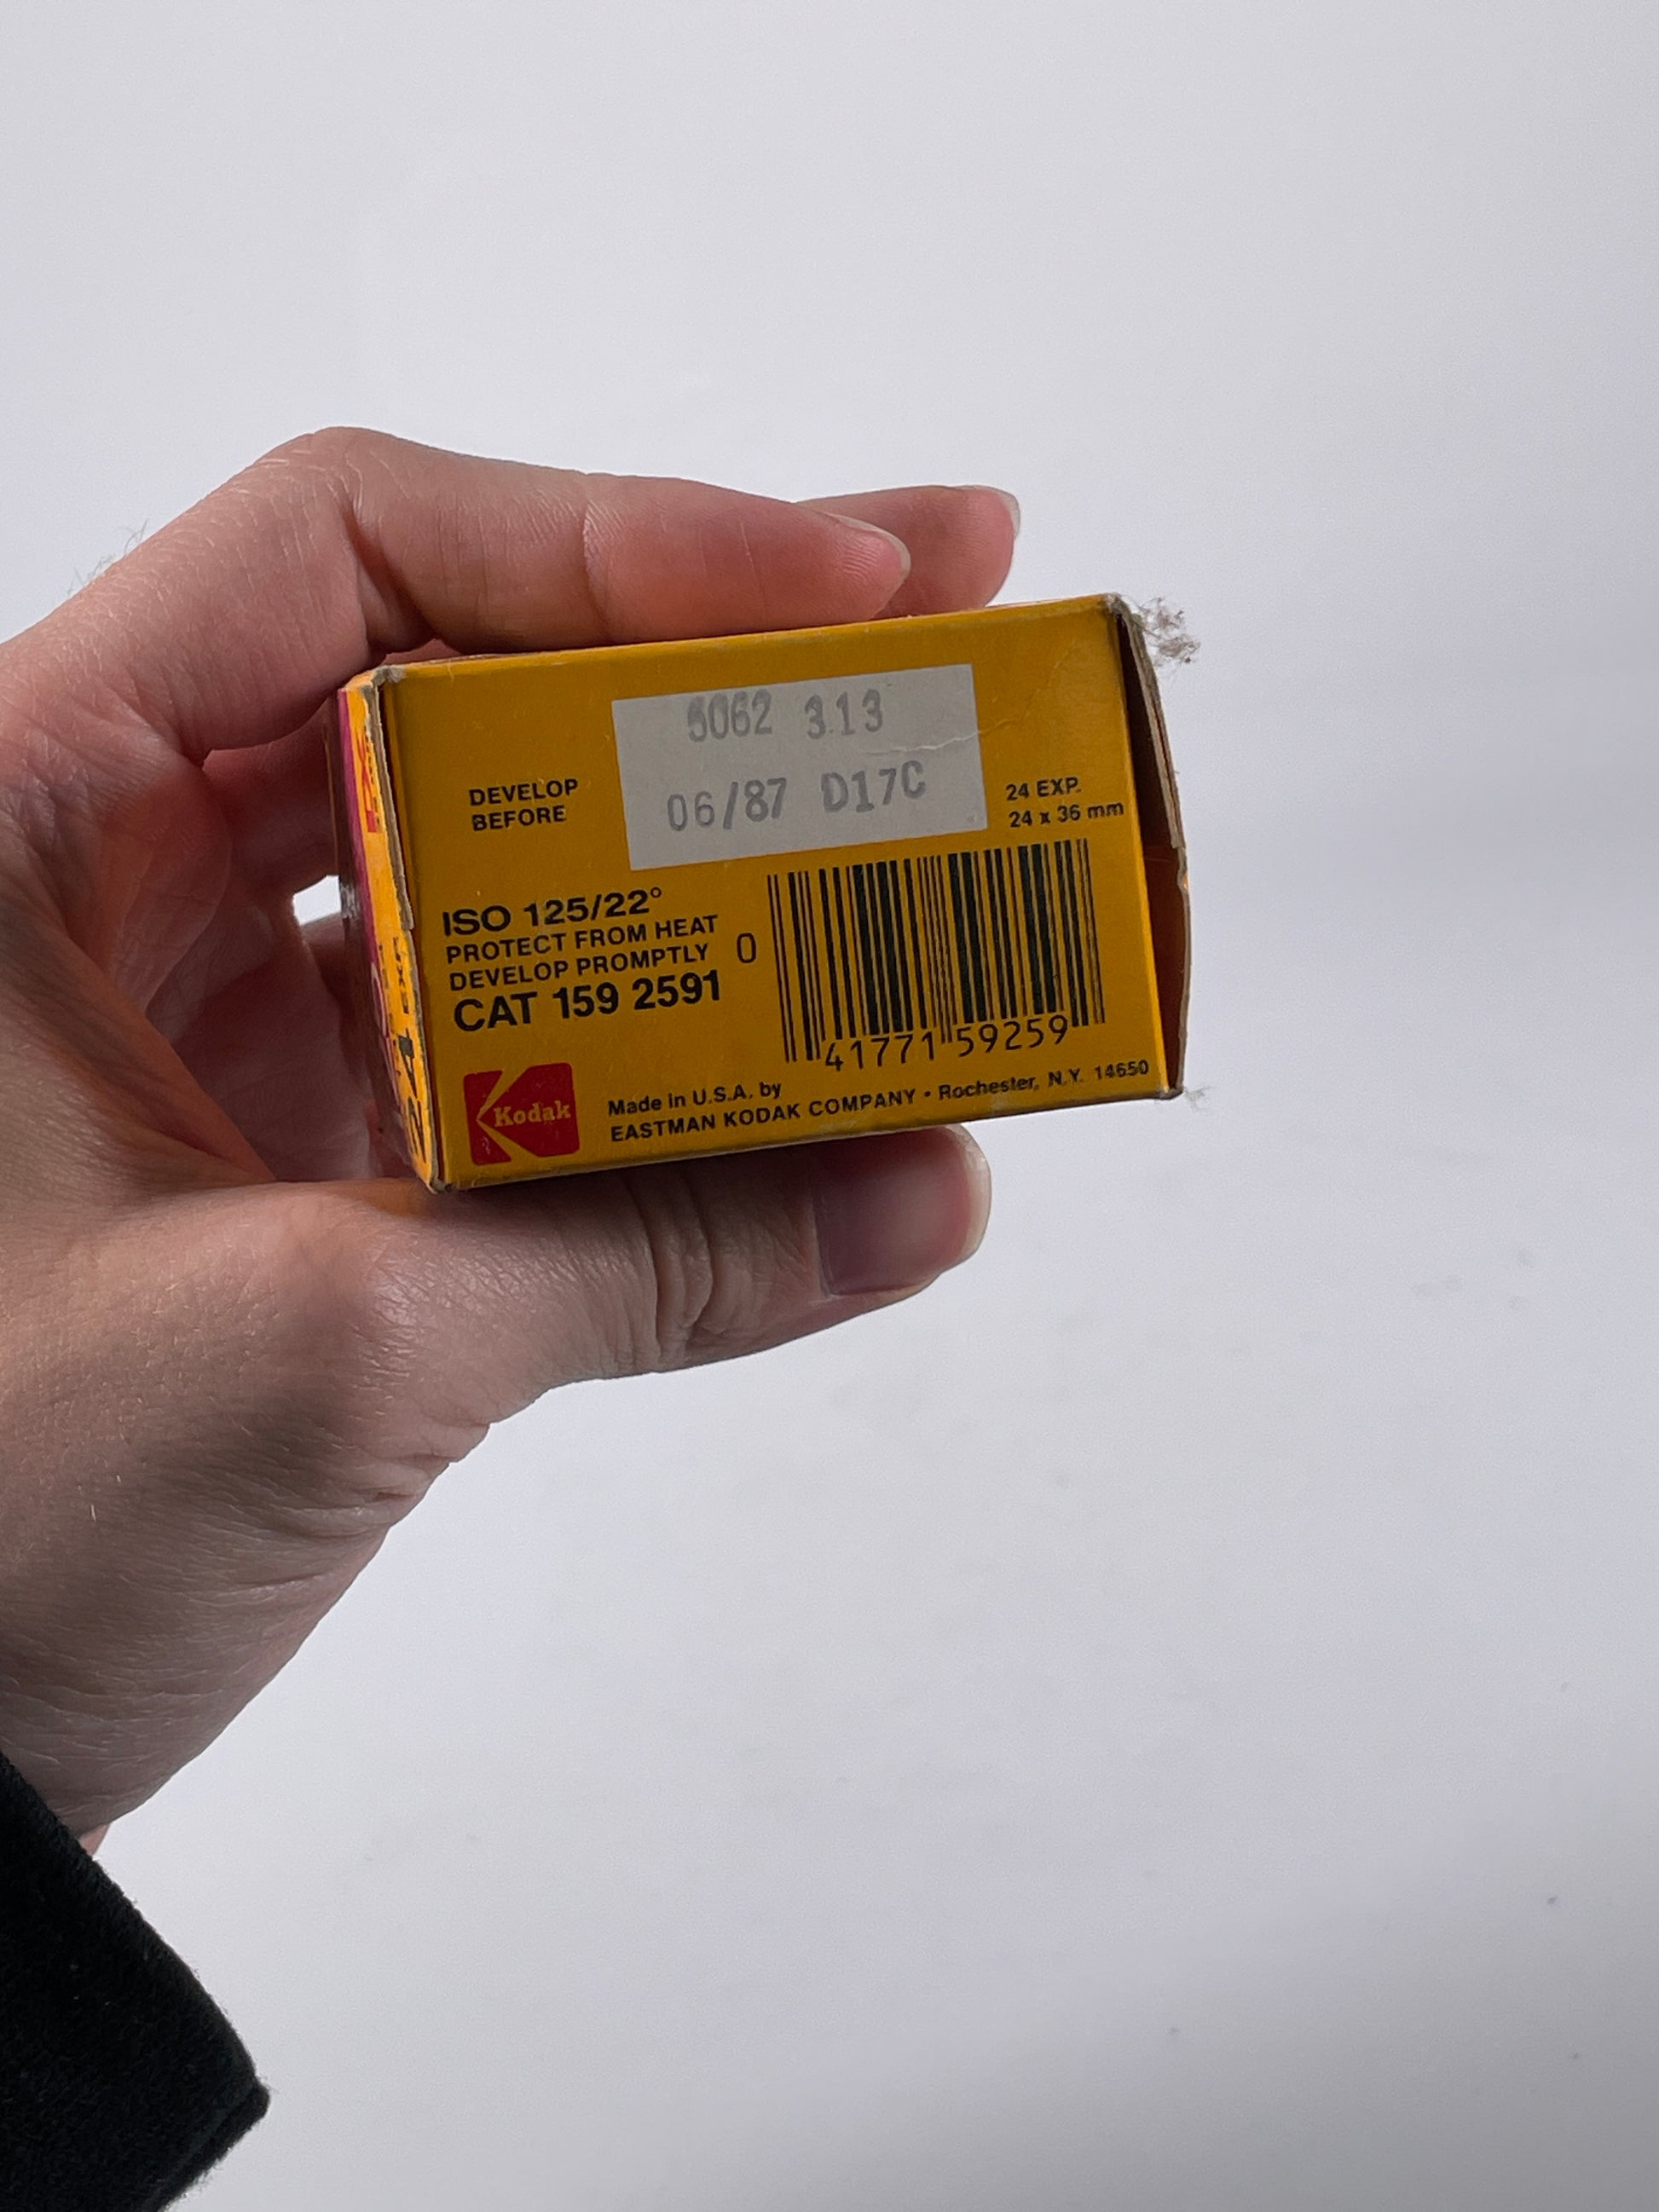 5062 313
DEVELOP
BEFORE
06/87 D17C
24 EXP.
24 x 36 mm
ISO 125/22°
PROTECT FROM HEAT
DEVELOP PROMPTLY
CAT 159 2591
0 41771 59259
Kodak
Made in U.S.A. by
EASTMAN KODAK COMPANY • Rochester, N.Y. 14650
24